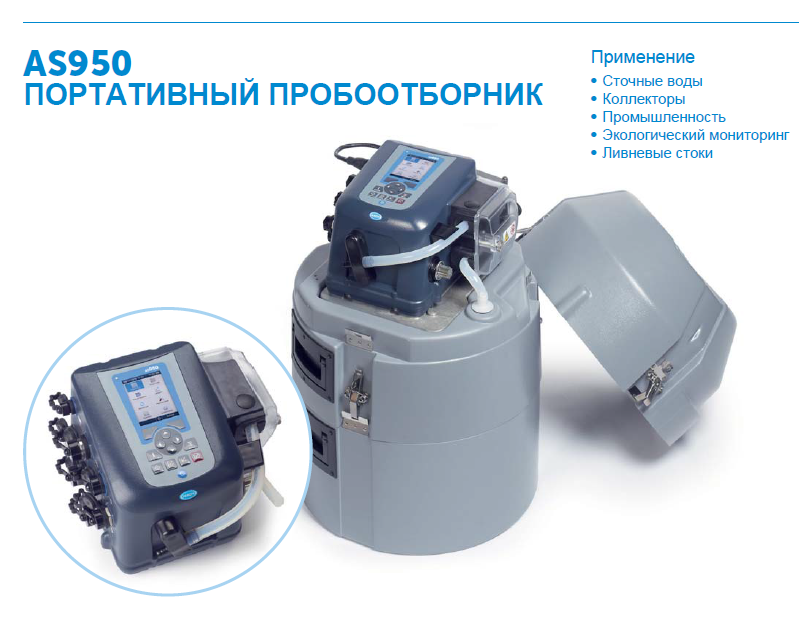 AS950
ПОРТАТИВНЫЙ ПРОБООТБОРНИК
Применение
• Сточные воды
• Коллекторы
• Промышленность
• Экологический мониторинг
• Ливневые стоки